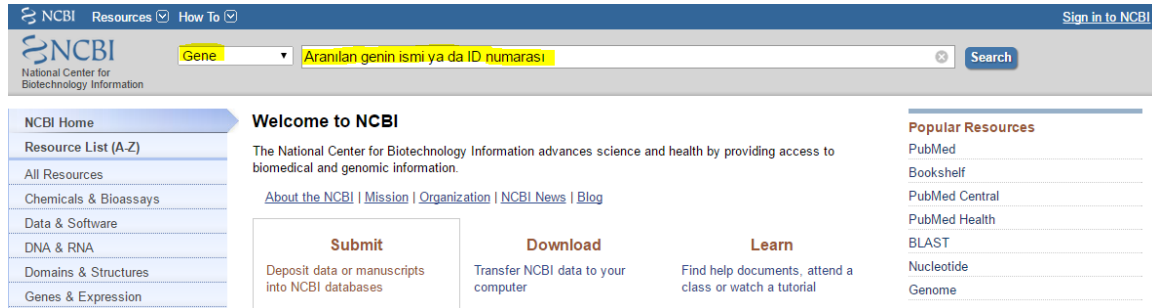 NCBI Resources How To Sign in to NCBI
NCBI
National Center for
Biotechnology Information
Gene Aranılan genin ismi ya da ID numarası Search
NCBI Home
Resource List (A-Z)
All Resources
Chemicals & Bioassays
Data & Software
DNA & RNA
Domains & Structures
Genes & Expression
Welcome to NCBI
The National Center for Biotechnology Information advances science and health by providing access to
biomedical and genomic information.
About the NCBI | Mission | Organization | NCBI News | Blog
Submit
Deposit data or manuscripts
into NCBI databases
Download
Transfer NCBI data to your
computer
Learn
Find help documents, attend a
class or watch a tutorial
Popular Resources
PubMed
Bookshelf
PubMed Central
PubMed Health
BLAST
Nucleotide
Genome